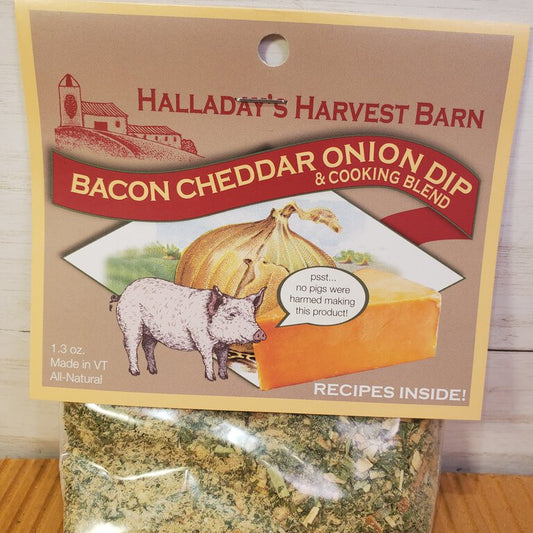 HALLADAY'S HARVEST BARN
BACON CHEDDAR ONION DIP
& COOKING BLEND
psst...
no pigs were
harmed making
this product!
1.3 oz.
Made in VT
All-Natural
RECIPES INSIDE!